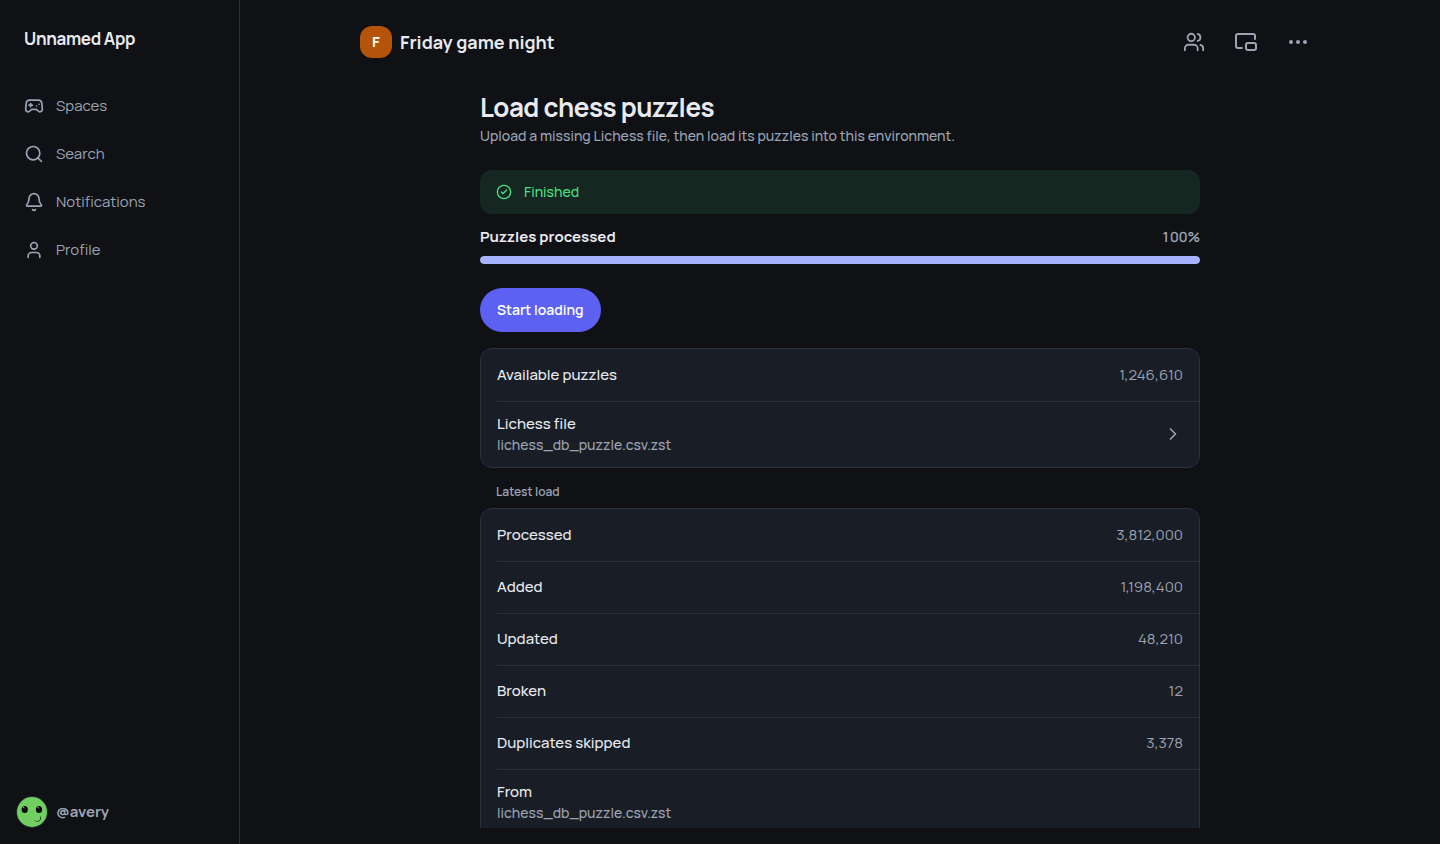 Unnamed App
Spaces
Search
Notifications
Profile
@avery
F
Friday game night
Load chess puzzles
Upload a missing Lichess file, then load its puzzles into this environment.
Finished
Puzzles processed 100%
Start loading
Available puzzles 1,246,610
Lichess file
lichess_db_puzzle.csv.zst
Latest load
Processed 3,812,000
Added 1,198,400
Updated 48,210
Broken 12
Duplicates skipped 3,378
From
lichess_db_puzzle.csv.zst